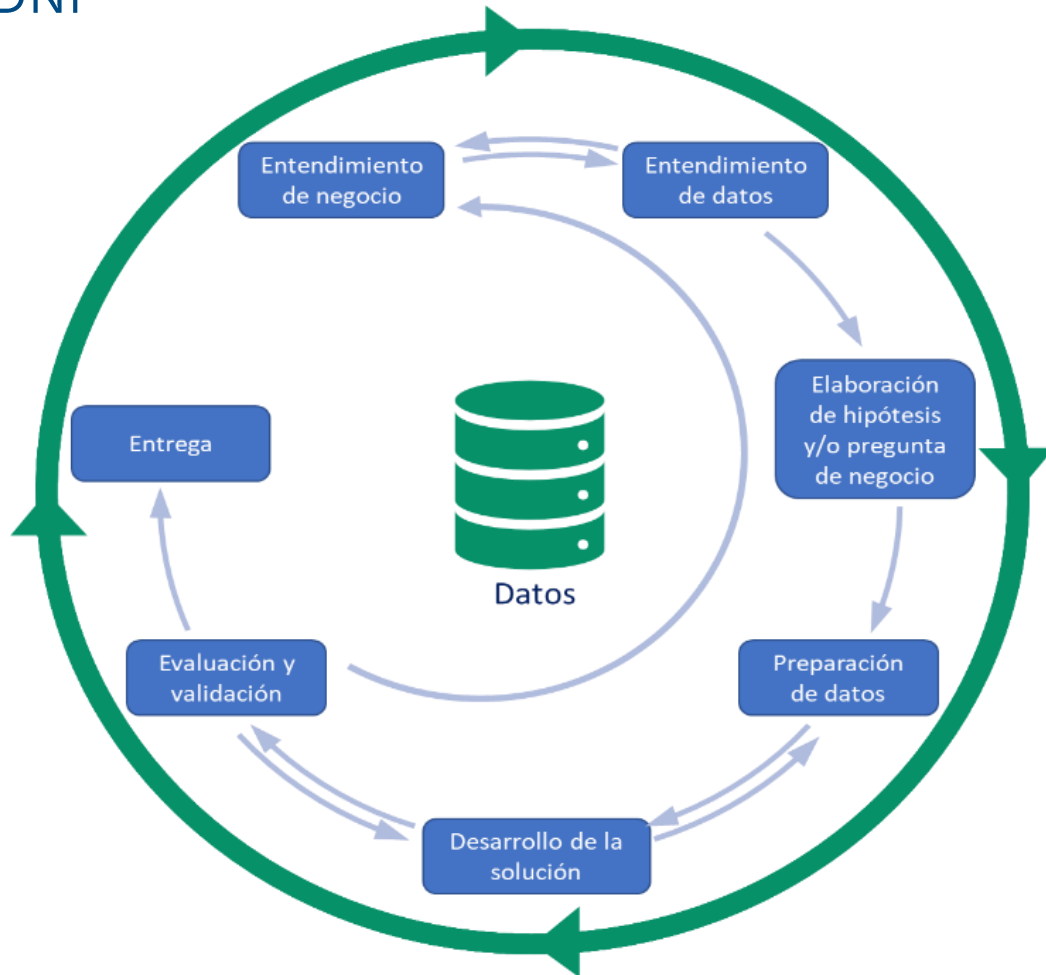 DNP
Entendimiento
de negocio
Entendimiento
de datos
Elaboración
de hipótesis
y/o pregunta
de negocio
Entrega
Datos
Evaluación y
validación
Preparación
de datos
Desarrollo de la
solución